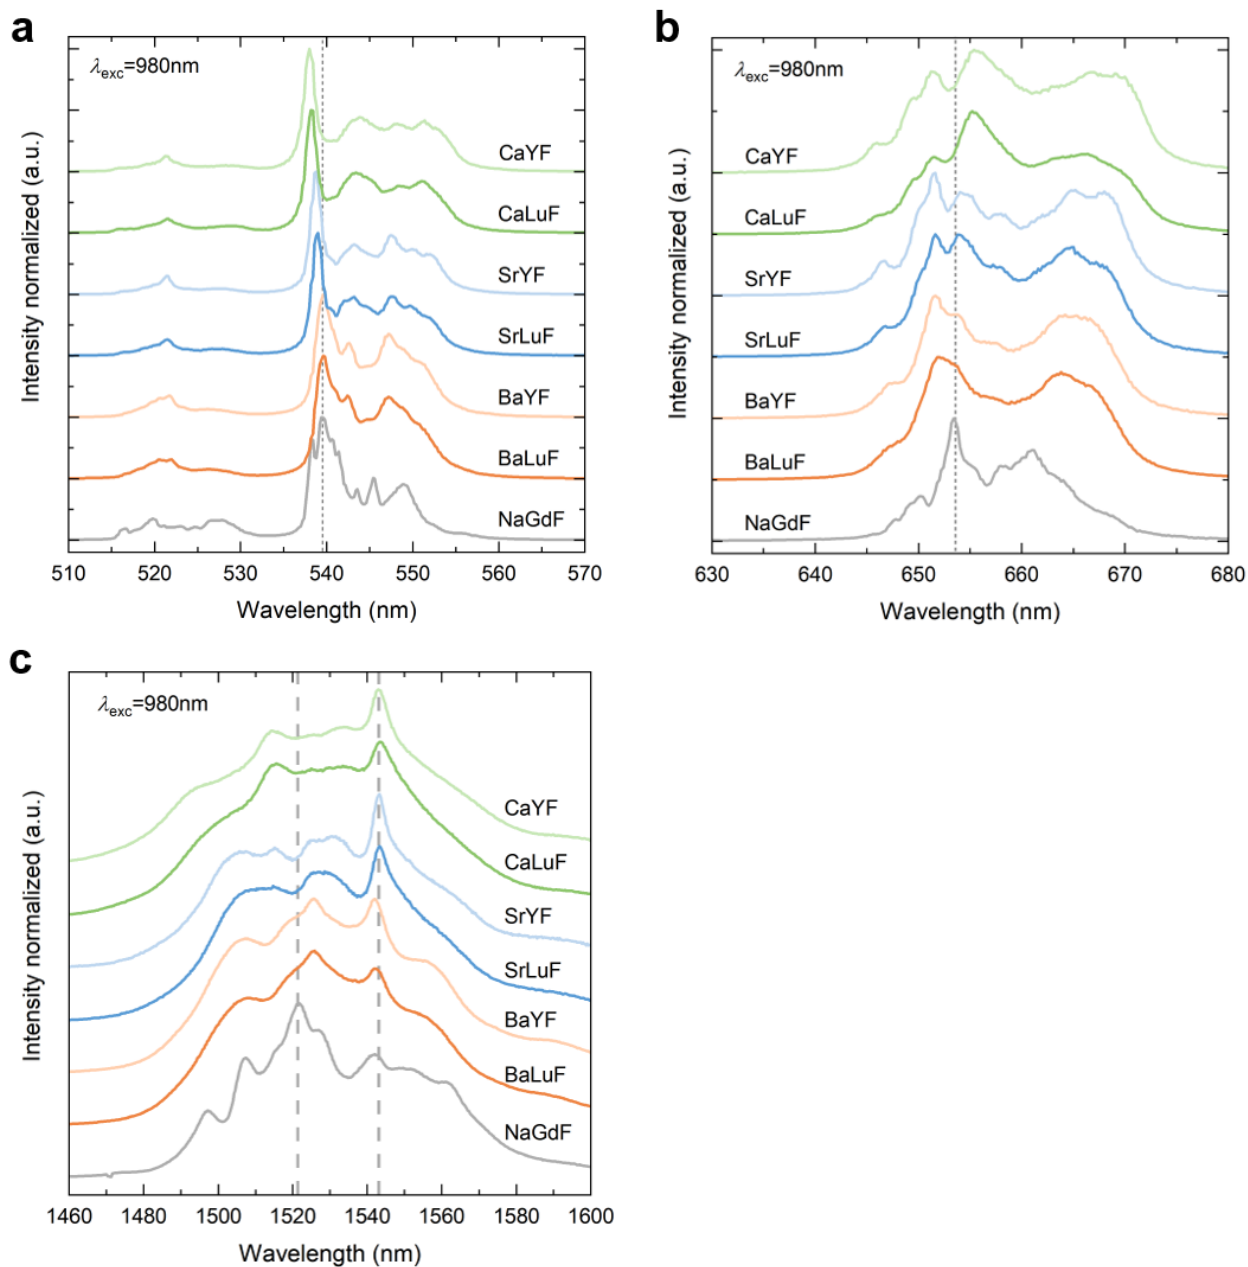 a
λexc=980nm
CaYF
CaLuF
SrYF
SrLuF
BaYF
BaLuF
NaGdF
Intensity normalized (a.u.)
510 520 530 540 550 560 570
Wavelength (nm)
b
λexc=980nm
CaYF
CaLuF
SrYF
SrLuF
BaYF
BaLuF
NaGdF
Intensity normalized (a.u.)
630 640 650 660 670 680
Wavelength (nm)
c
λexc=980nm
CaYF
CaLuF
SrYF
SrLuF
BaYF
BaLuF
NaGdF
Intensity normalized (a.u.)
1460 1480 1500 1520 1540 1560 1580 1600
Wavelength (nm)